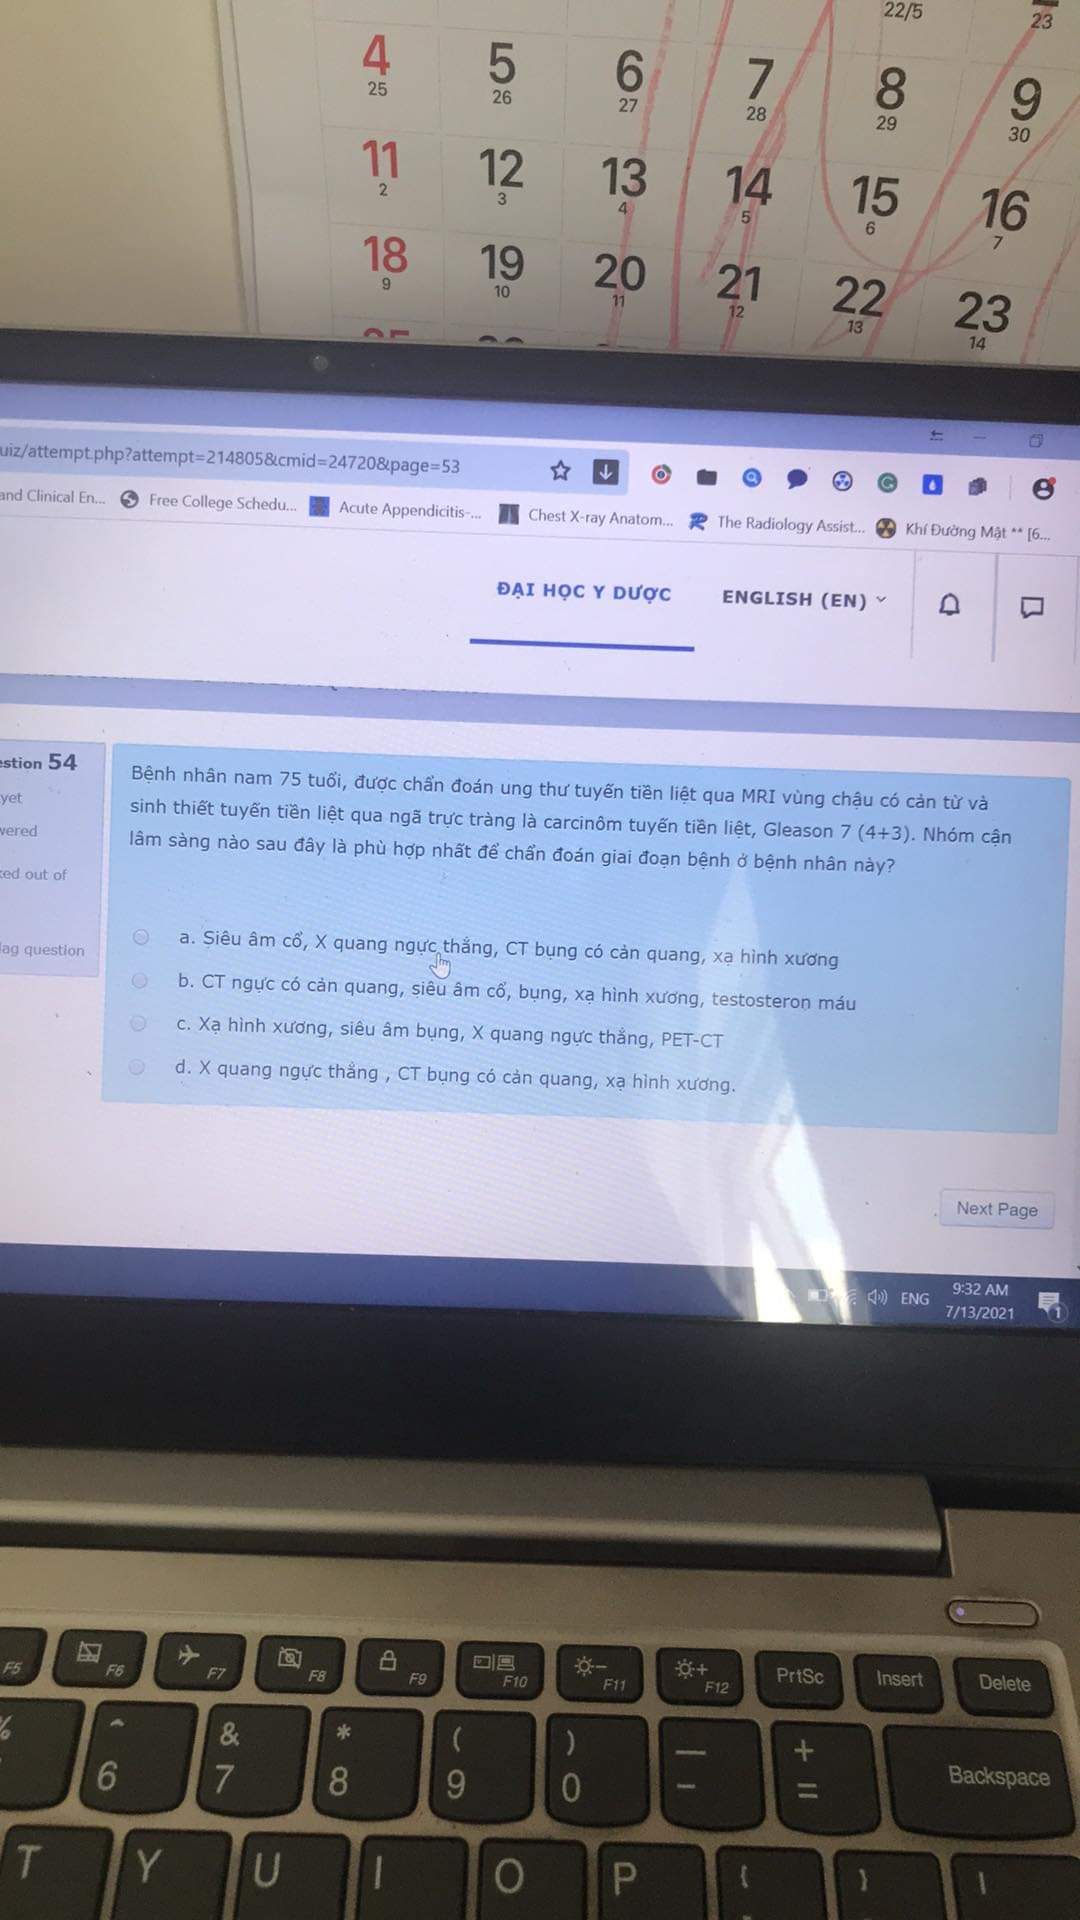 22/5
23
4 5 6 7 8 9
25 26 27 28 29 30
11 12 13 14 15 16
2 3 4 5 6 7
18 19 20 21 22 23
9 10 11 12 13 14
uiz/attempt.php?attempt=214805&cmid=24720&page=53
and Clinical En... Free College Schedu... Acute Appendicitis-... Chest X-ray Anatom... The Radiology Assist... Khí Đường Mật ** [6...
ĐẠI HỌC Y DƯỢC ENGLISH (EN)
estion 54
yet
wered
ked out of
lag question
Bệnh nhân nam 75 tuổi, được chẩn đoán ung thư tuyến tiền liệt qua MRI vùng chậu có cản từ và
sinh thiết tuyến tiền liệt qua ngã trực tràng là carcinôm tuyến tiền liệt, Gleason 7 (4+3). Nhóm cận
lâm sàng nào sau đây là phù hợp nhất để chẩn đoán giai đoạn bệnh ở bệnh nhân này?
a. Siêu âm cổ, X quang ngực thẳng, CT bụng có cản quang, xạ hình xương
b. CT ngực có cản quang, siêu âm cổ, bụng, xạ hình xương, testosteron máu
c. Xạ hình xương, siêu âm bụng, X quang ngực thẳng, PET-CT
d. X quang ngực thẳng , CT bụng có cản quang, xạ hình xương.
Next Page
ENG 9:32 AM
7/13/2021
1
F5 F6 F7 F8 F9 F10 F11 F12 PrtSc Insert Delete
% ^ & * ( ) — +
6 7 8 9 0 - = Backspace
T Y U I O P { }